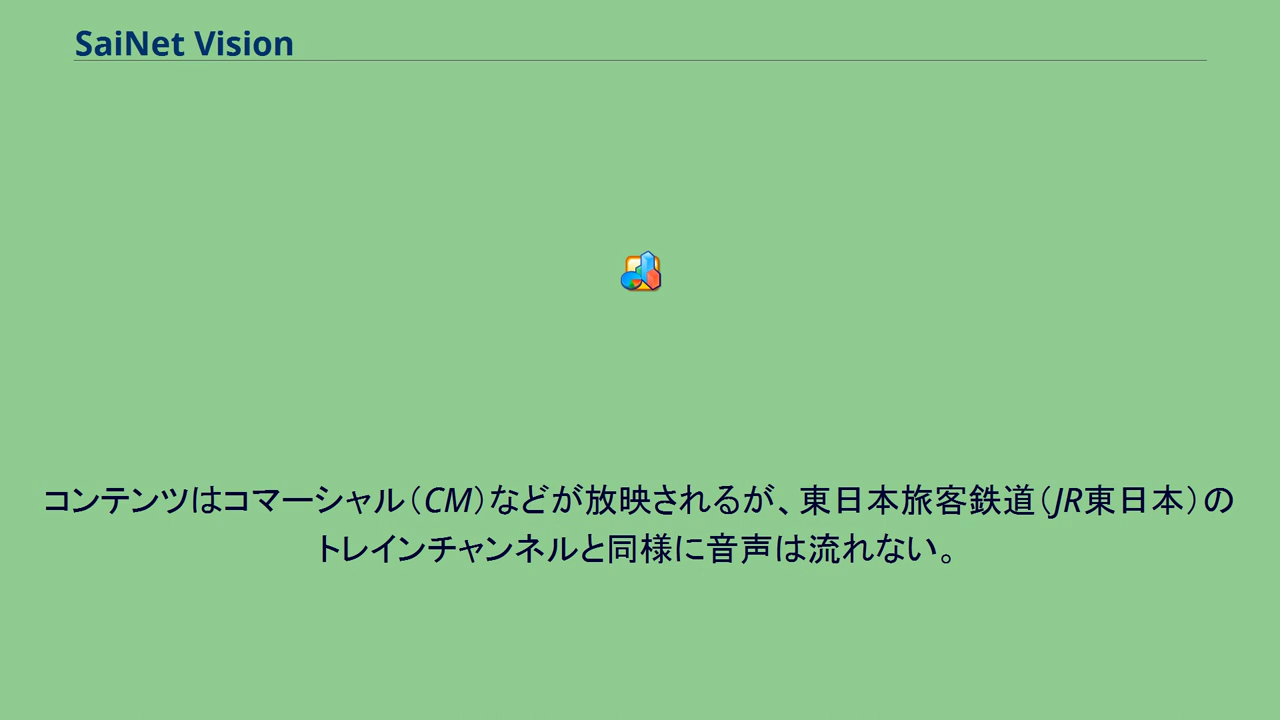 SaiNet Vision
コンテンツはコマーシャル（CM）などが放映されるが、東日本旅客鉄道（JR東日本）の
トレインチャンネルと同様に音声は流れない。